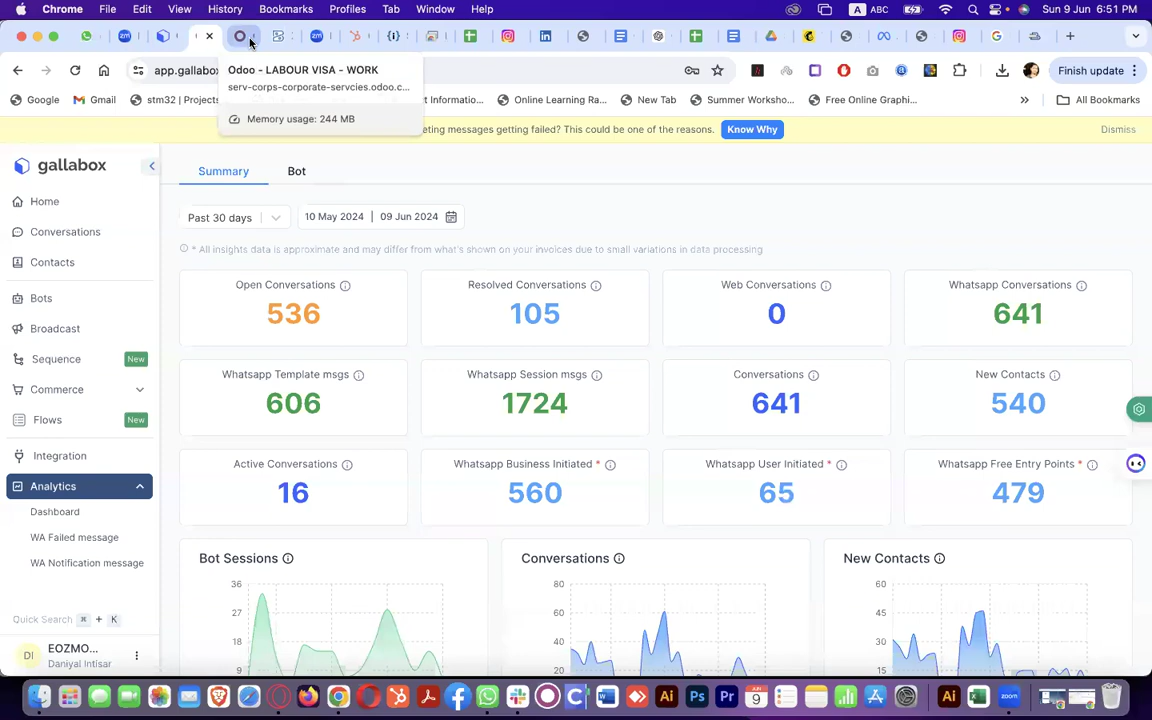 Chrome File Edit View History Bookmarks Profiles Tab Window Help
A ABC Sun 9 Jun 6:51 PM
app.gallabox
Finish update
Odoo - LABOUR VISA - WORK
serv-corps-corporate-servcies.odoo.c...
Memory usage: 244 MB
Google Gmail stm32 | Projects Informatio... Online Learning Ra... New Tab Summer Worksho... Free Online Graphi... » All Bookmarks
eting messages getting failed? This could be one of the reasons. Know Why Dismiss
gallabox
Home
Conversations
Contacts
Bots
Broadcast
Sequence New
Commerce
Flows New
Integration
Analytics
Dashboard
WA Failed message
WA Notification message
Quick Search ⌘ + K
DI EOZMO...
Daniyal Intisar
Summary Bot
Past 30 days 10 May 2024 | 09 Jun 2024
* All insights data is approximate and may differ from what's shown on your invoices due to small variations in data processing
Open Conversations
536
Resolved Conversations
105
Web Conversations
0
Whatsapp Conversations
641
Whatsapp Template msgs
606
Whatsapp Session msgs
1724
Conversations
641
New Contacts
540
Active Conversations
16
Whatsapp Business Initiated *
560
Whatsapp User Initiated *
65
Whatsapp Free Entry Points *
479
Bot Sessions
36
27
18
9
Conversations
80
60
40
20
New Contacts
60
45
30
15